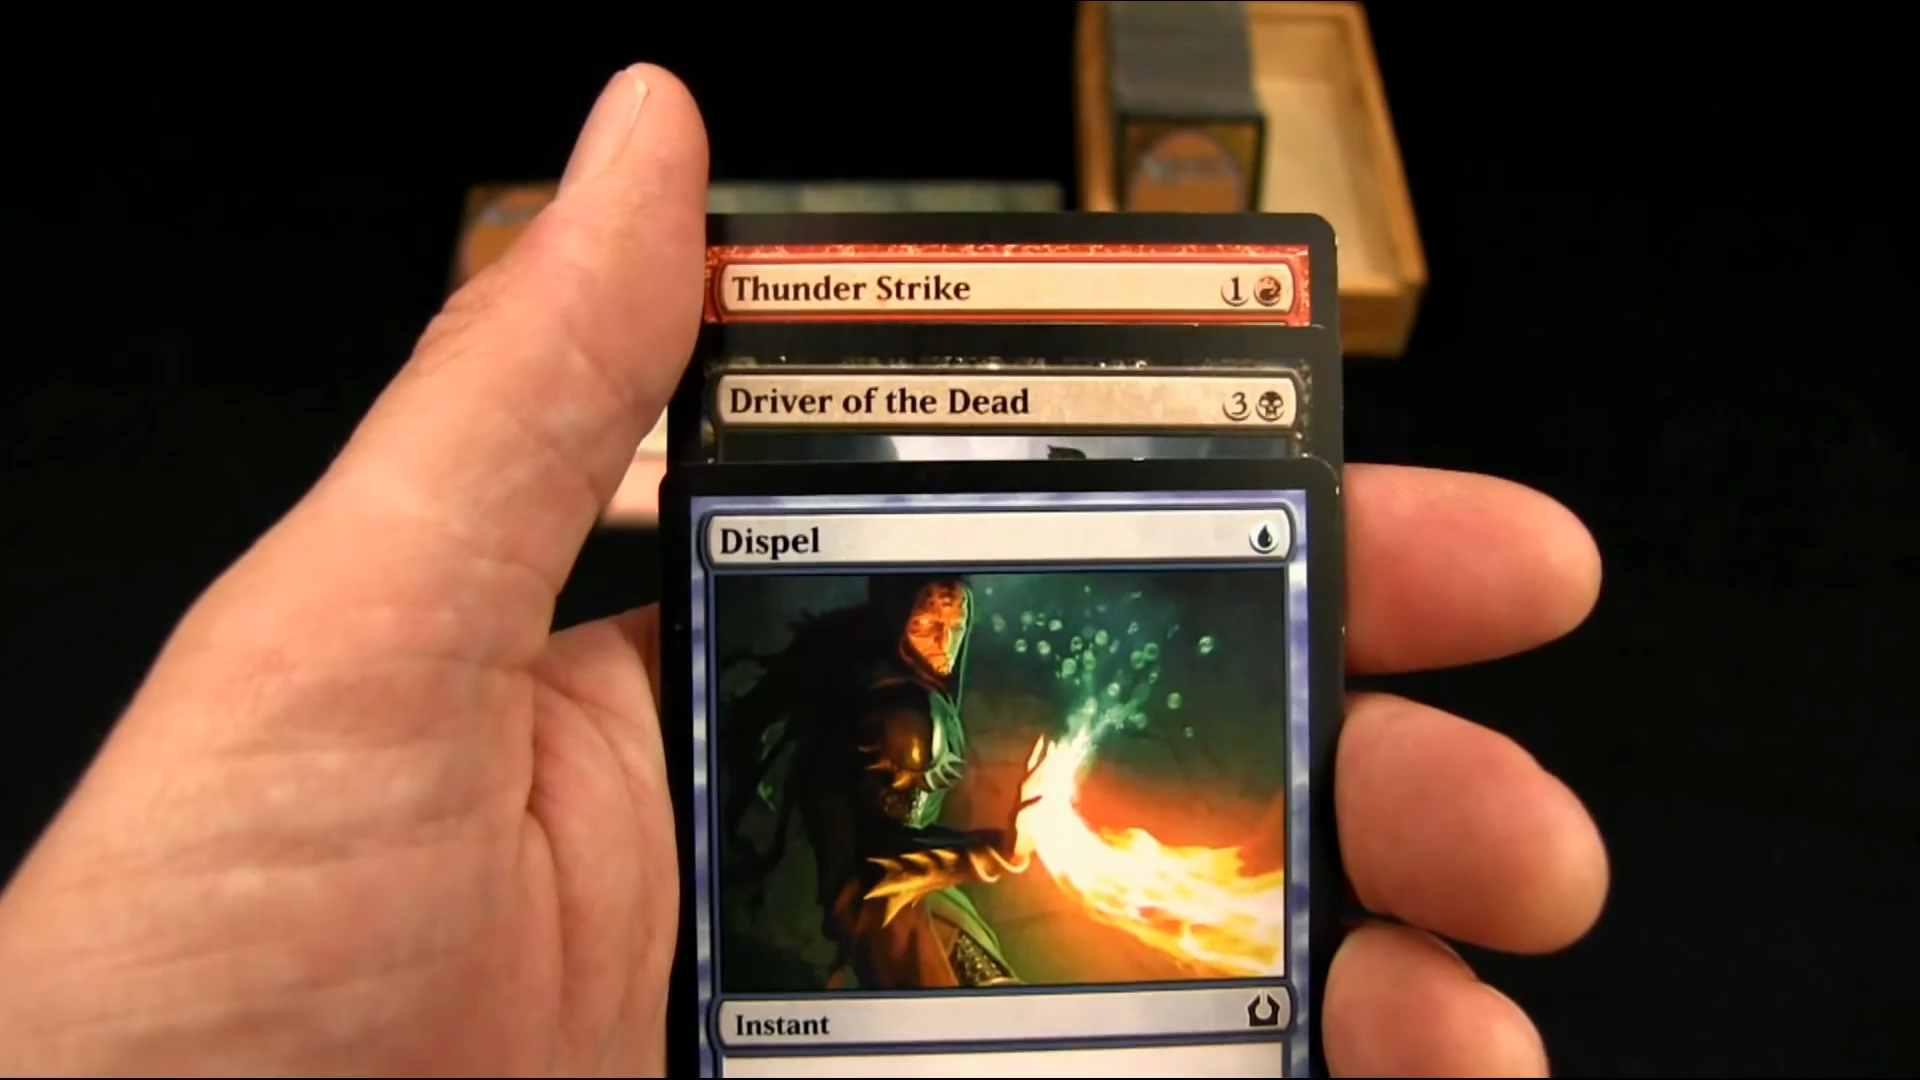 Thunder Strike 1
Driver of the Dead 3
Dispel
Instant